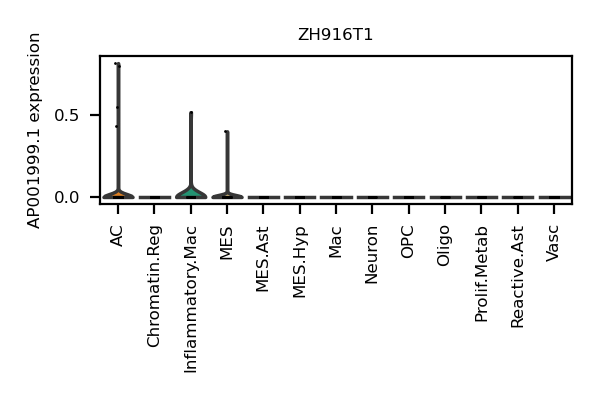 ZH916T1
AP001999.1 expression
0.5
0.0
AC
Chromatin.Reg
Inflammatory.Mac
MES
MES.Ast
MES.Hyp
Mac
Neuron
OPC
Oligo
Prolif.Metab
Reactive.Ast
Vasc